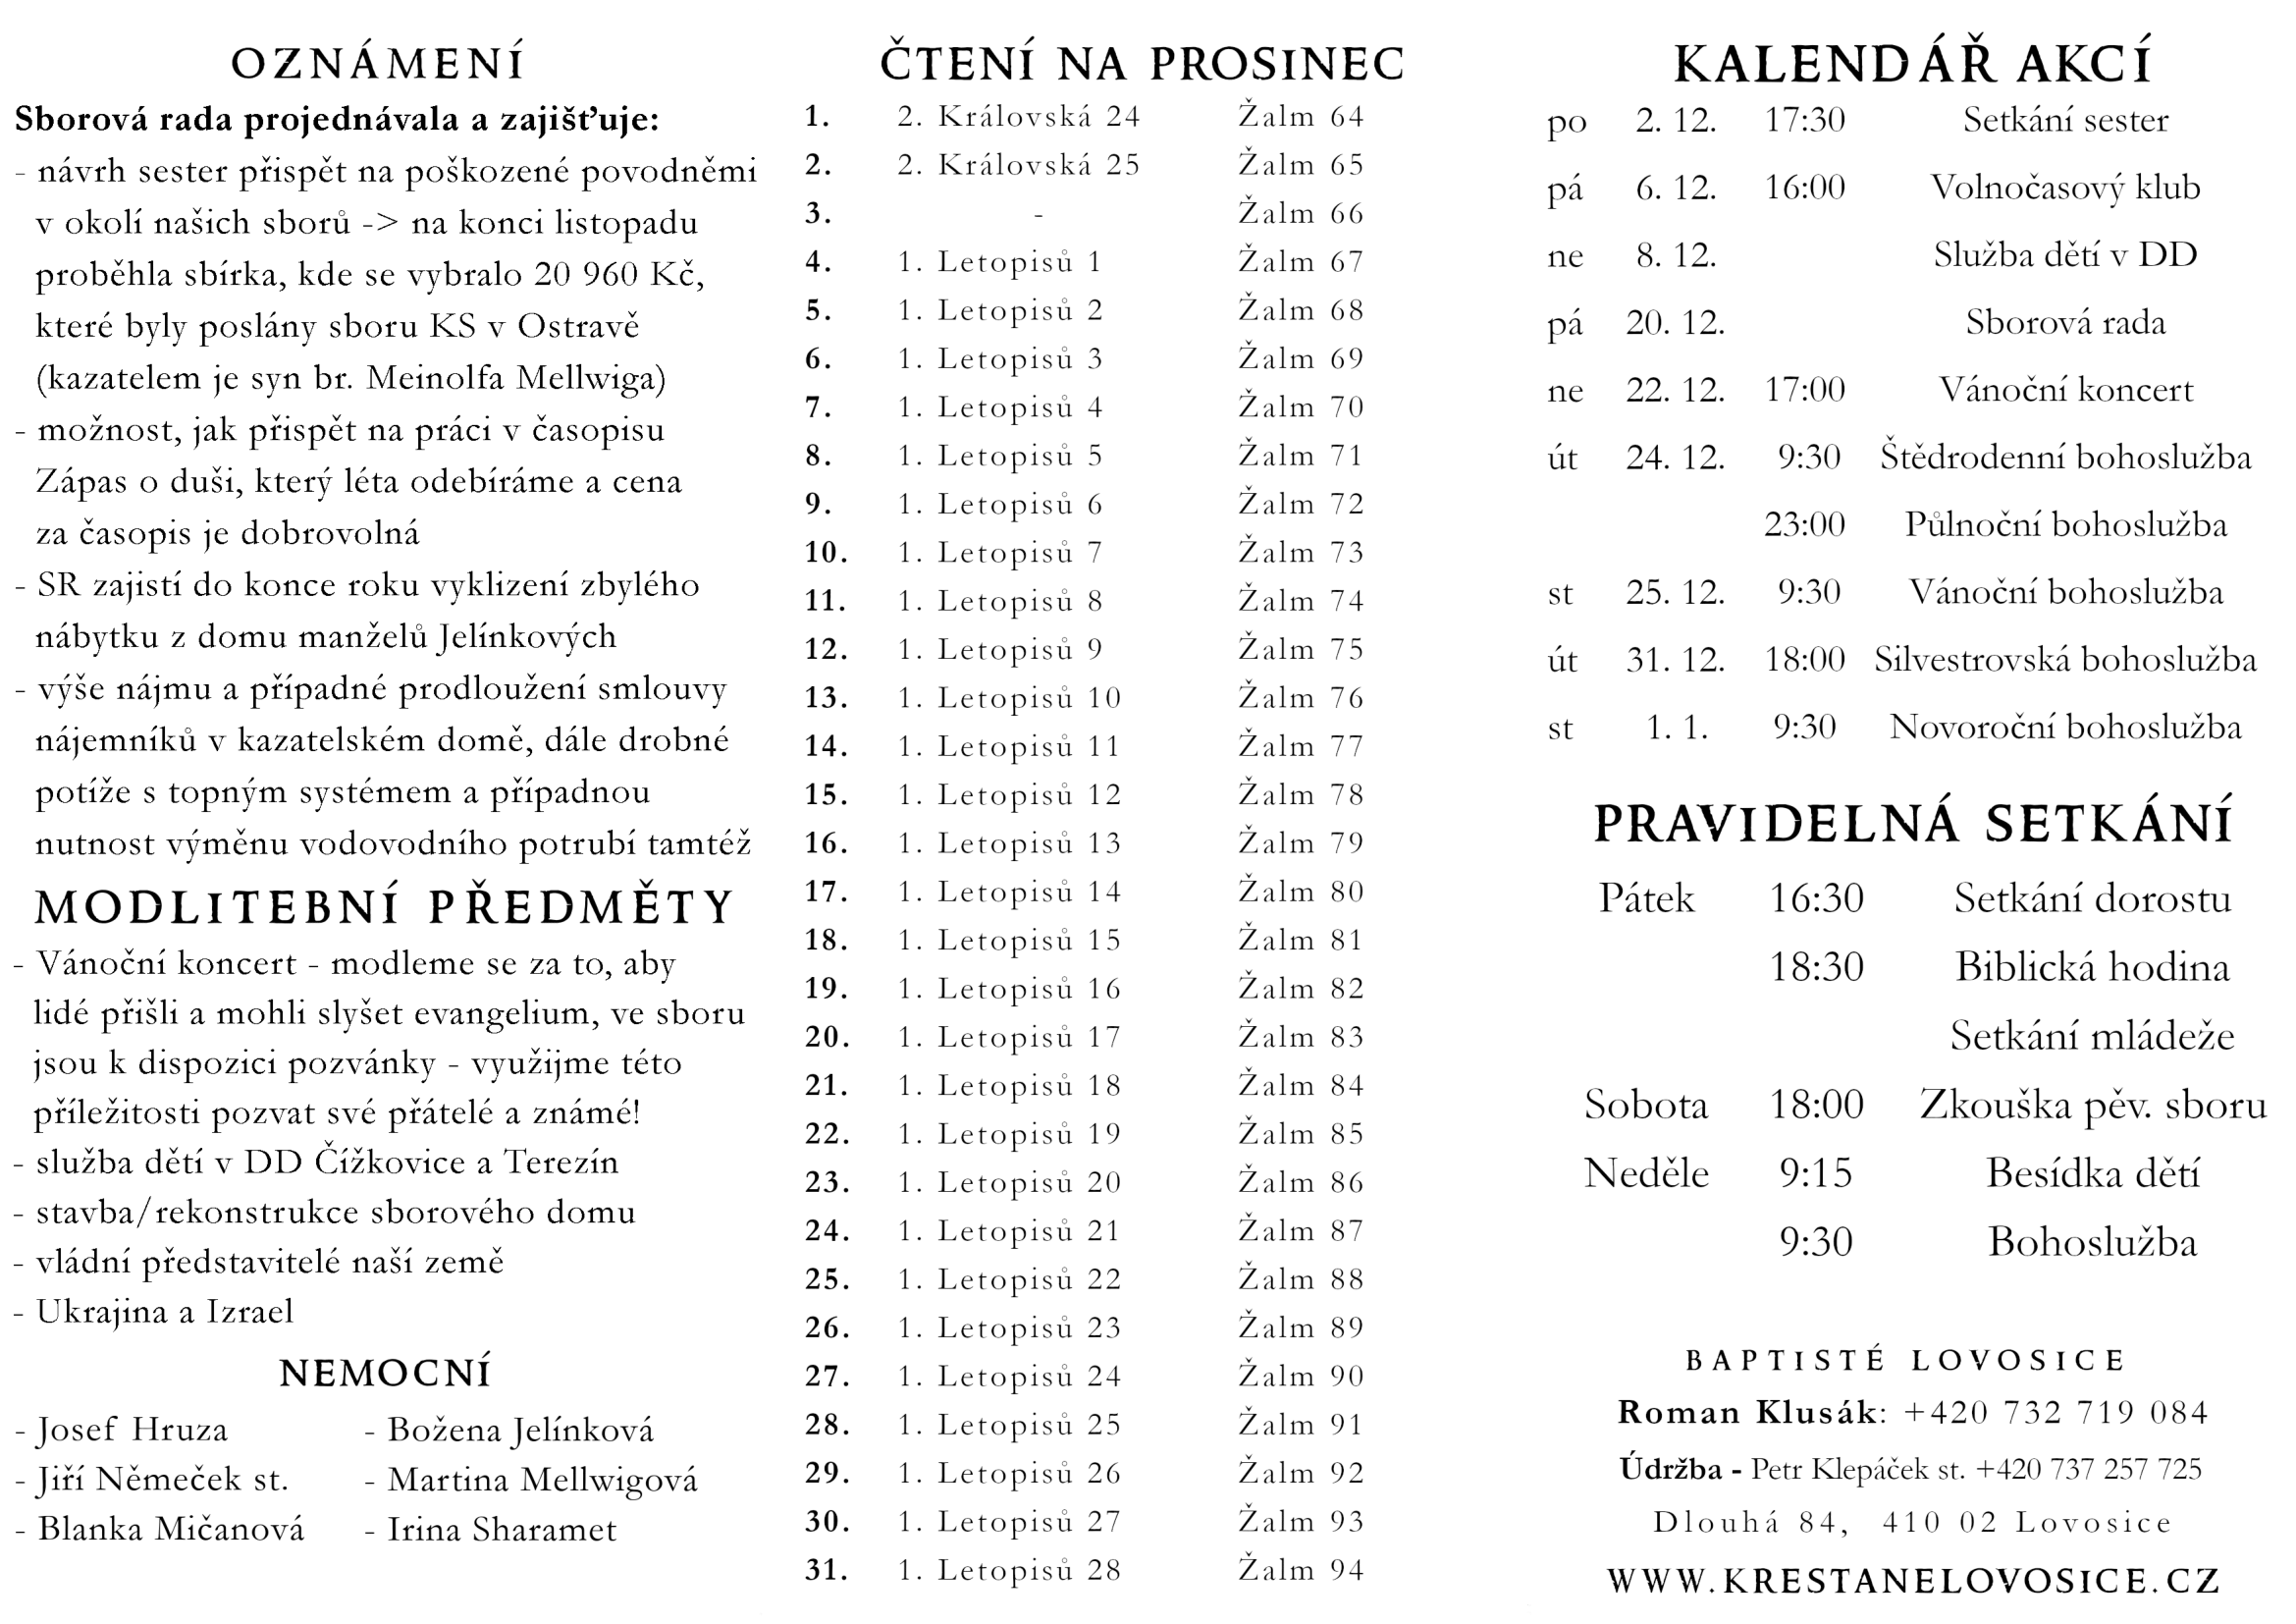 OZNÁMENÍ
Sborová rada projednávala a zajišťuje:
- návrh sester přispět na poškozené povodněmi
v okolí našich sborů -> na konci listopadu
proběhla sbírka, kde se vybralo 20 960 Kč,
které byly poslány sboru KS v Ostravě
(kazatelem je syn br. Meinolfa Mellwiga)
- možnost, jak přispět na práci v časopisu
Zápas o duši, který léta odebíráme a cena
za časopis je dobrovolná
- SR zajistí do konce roku vyklizení zbylého
nábytku z domu manželů Jelínkových
- výše nájmu a případné prodloužení smlouvy
nájemníků v kazatelském domě, dále drobné
potíže s topným systémem a případnou
nutnost výměnu vodovodního potrubí tamtéž
MODLITEBNÍ PŘEDMĚTY
- Vánoční koncert - modleme se za to, aby
lidé přišli a mohli slyšet evangelium, ve sboru
jsou k dispozici pozvánky - využijme této
příležitosti pozvat své přátelé a známé!
- služba dětí v DD Čížkovice a Terezín
- stavba/rekonstrukce sborového domu
- vládní představitelé naší země
- Ukrajina a Izrael
NEMOCNÍ
- Josef Hruza - Božena Jelínková
- Jiří Němeček st. - Martina Mellwigová
- Blanka Mičanová - Irina Sharamet
ČTENÍ NA PROSINEC
1. 2. Královská 24 Žalm 64
2. 2. Královská 25 Žalm 65
3. - Žalm 66
4. 1. Letopisů 1 Žalm 67
5. 1. Letopisů 2 Žalm 68
6. 1. Letopisů 3 Žalm 69
7. 1. Letopisů 4 Žalm 70
8. 1. Letopisů 5 Žalm 71
9. 1. Letopisů 6 Žalm 72
10. 1. Letopisů 7 Žalm 73
11. 1. Letopisů 8 Žalm 74
12. 1. Letopisů 9 Žalm 75
13. 1. Letopisů 10 Žalm 76
14. 1. Letopisů 11 Žalm 77
15. 1. Letopisů 12 Žalm 78
16. 1. Letopisů 13 Žalm 79
17. 1. Letopisů 14 Žalm 80
18. 1. Letopisů 15 Žalm 81
19. 1. Letopisů 16 Žalm 82
20. 1. Letopisů 17 Žalm 83
21. 1. Letopisů 18 Žalm 84
22. 1. Letopisů 19 Žalm 85
23. 1. Letopisů 20 Žalm 86
24. 1. Letopisů 21 Žalm 87
25. 1. Letopisů 22 Žalm 88
26. 1. Letopisů 23 Žalm 89
27. 1. Letopisů 24 Žalm 90
28. 1. Letopisů 25 Žalm 91
29. 1. Letopisů 26 Žalm 92
30. 1. Letopisů 27 Žalm 93
31. 1. Letopisů 28 Žalm 94
KALENDÁŘ AKCÍ
po 2. 12. 17:30 Setkání sester
pá 6. 12. 16:00 Volnočasový klub
ne 8. 12. Služba dětí v DD
pá 20. 12. Sborová rada
ne 22. 12. 17:00 Vánoční koncert
út 24. 12. 9:30 Štědrodenní bohoslužba
23:00 Půlnoční bohoslužba
st 25. 12. 9:30 Vánoční bohoslužba
út 31. 12. 18:00 Silvestrovská bohoslužba
st 1. 1. 9:30 Novoroční bohoslužba
PRAVIDELNÁ SETKÁNÍ
Pátek 16:30 Setkání dorostu
18:30 Biblická hodina
Setkání mládeže
Sobota 18:00 Zkouška pěv. sboru
Neděle 9:15 Besídka dětí
9:30 Bohoslužba
BAPTISTÉ LOVOSICE
Roman Klusák: +420 732 719 084
Údržba - Petr Klepáček st. +420 737 257 725
Dlouhá 84, 410 02 Lovosice
WWW.KRESTANELOVOSICE.CZ